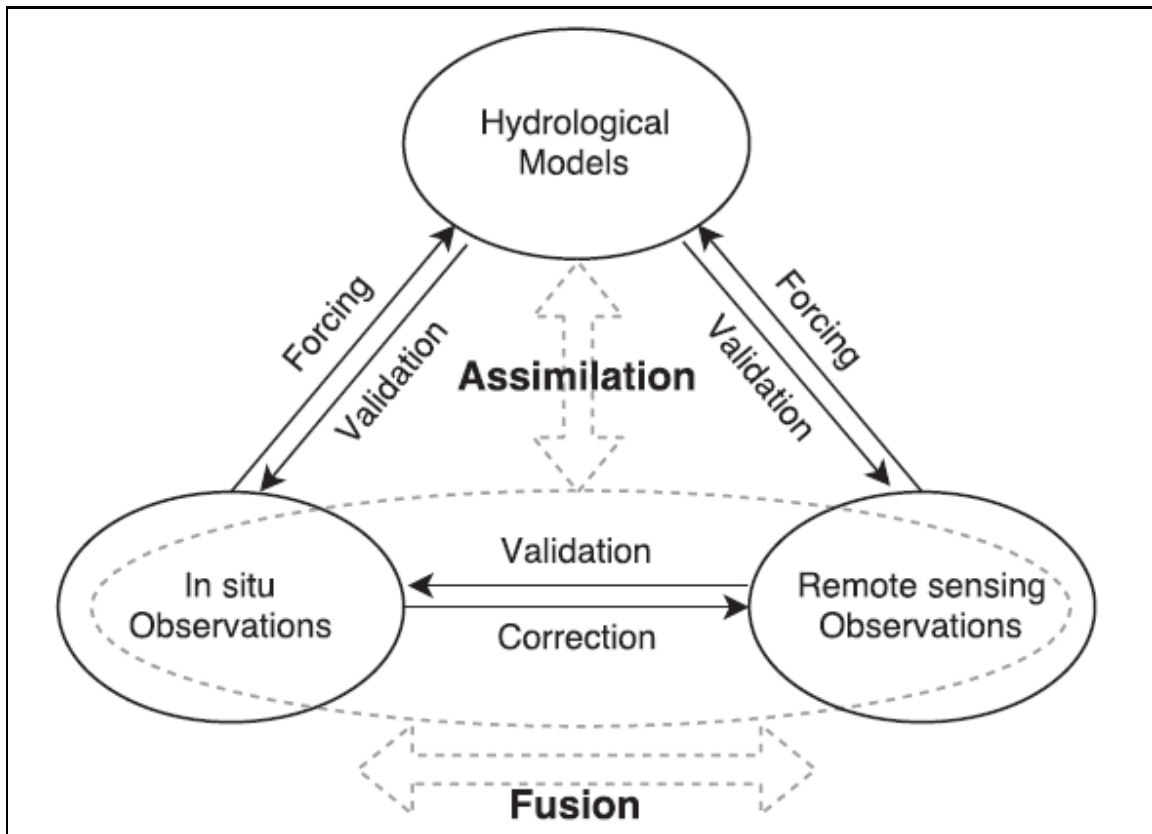 Hydrological
Models
Forcing
Validation
Assimilation
Forcing
Validation
In situ
Observations
Validation
Correction
Remote sensing
Observations
Fusion